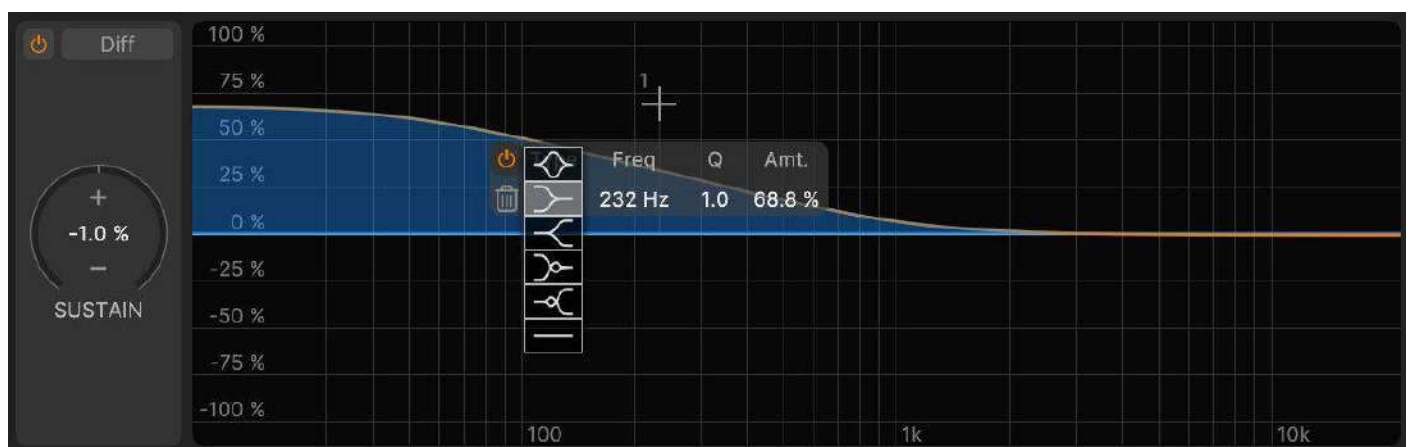 Diff
-1.0 %
SUSTAIN
100 %
75 %
50 %
25 %
0 %
-25 %
-50 %
-75 %
-100 %
1
Type Freq Q Amt.
232 Hz 1.0 68.8 %
100 1k 10k